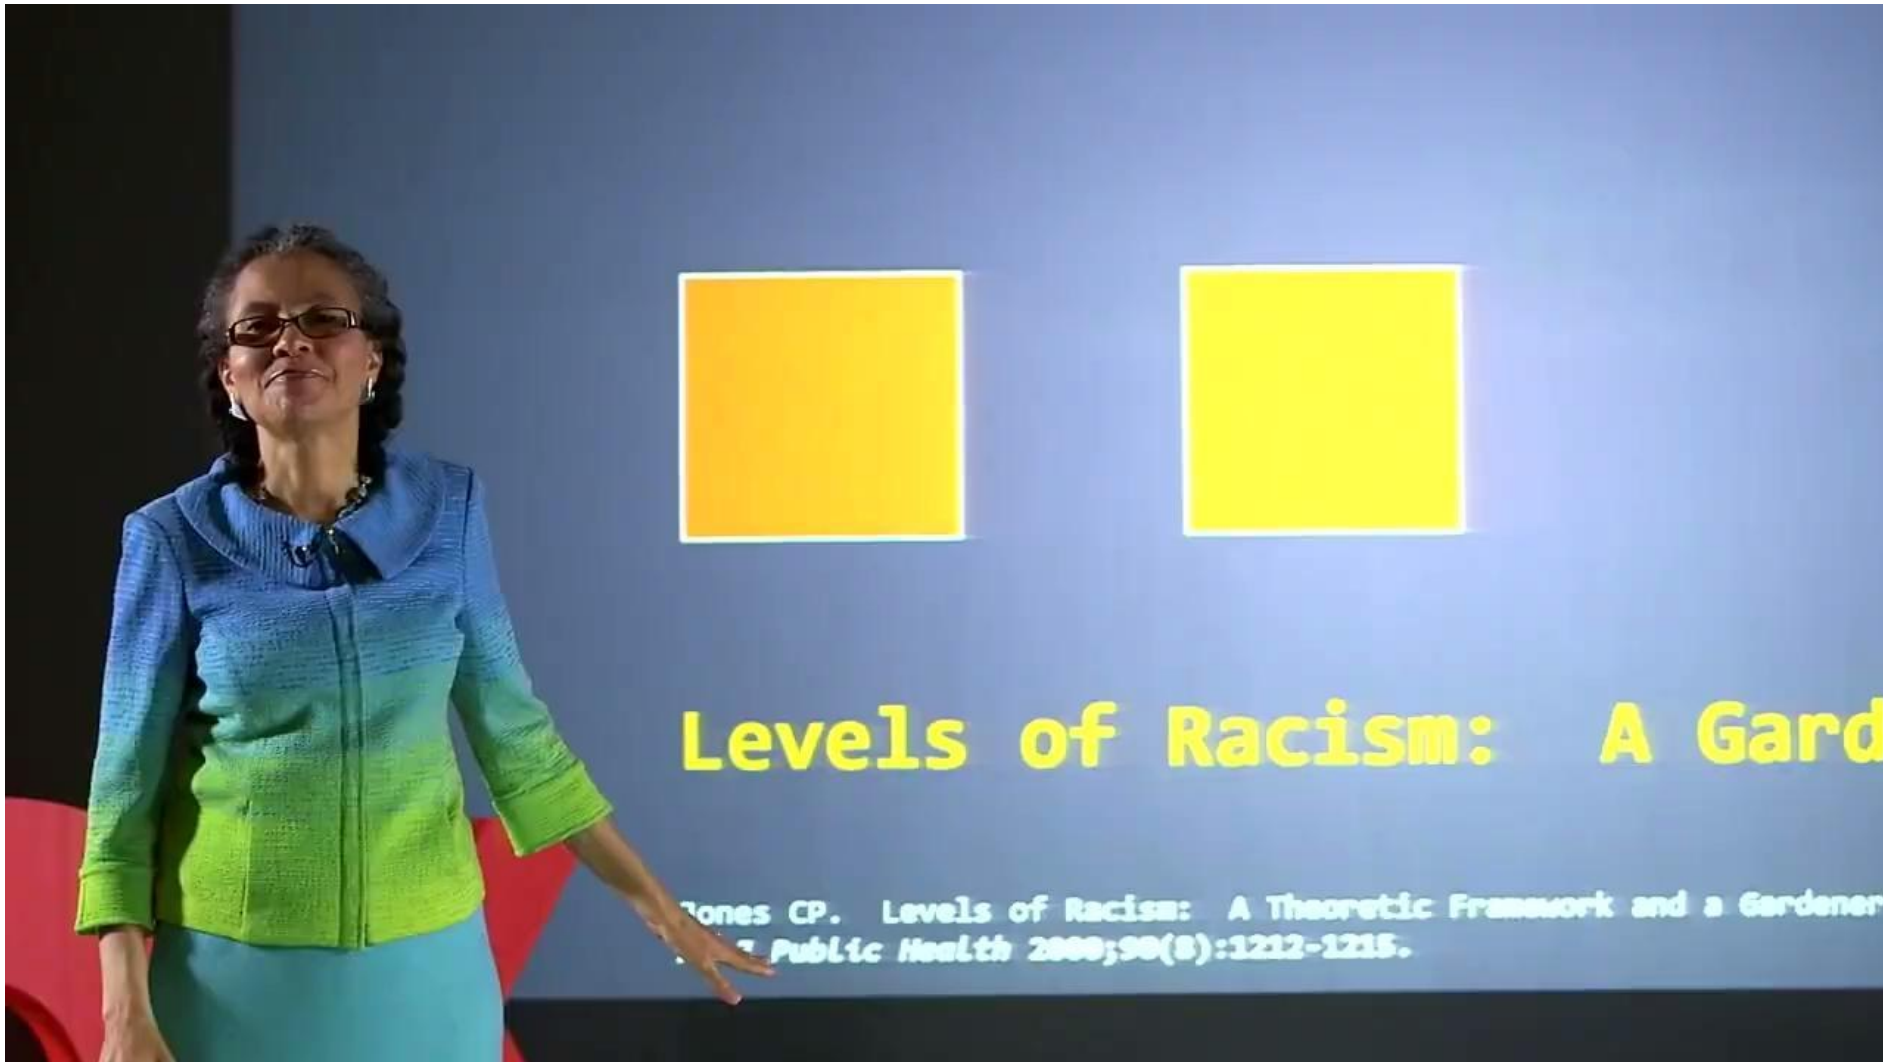 Levels of Racism: A Gard
Jones CP. Levels of Racism: A Theoretic Framework and a Gardener
J Public Health 2000;90(8):1212-1215.